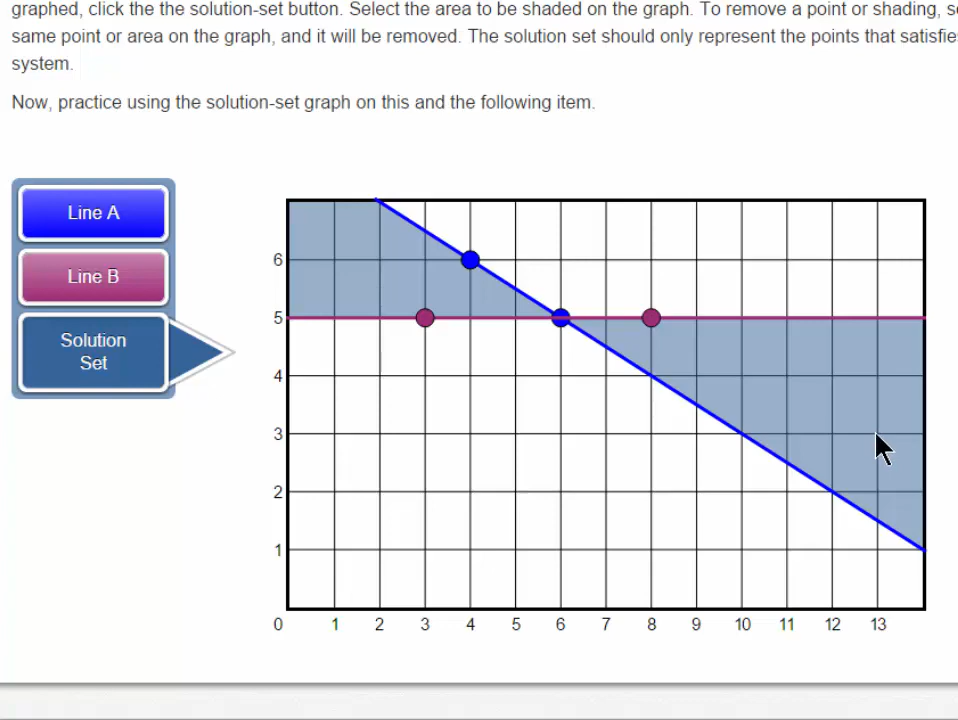 graphed, click the the solution-set button. Select the area to be shaded on the graph. To remove a point or shading, s
same point or area on the graph, and it will be removed. The solution set should only represent the points that satisfie
system.
Now, practice using the solution-set graph on this and the following item.
Line A
Line B
Solution
Set
6
5
4
3
2
1
0 1 2 3 4 5 6 7 8 9 10 11 12 13